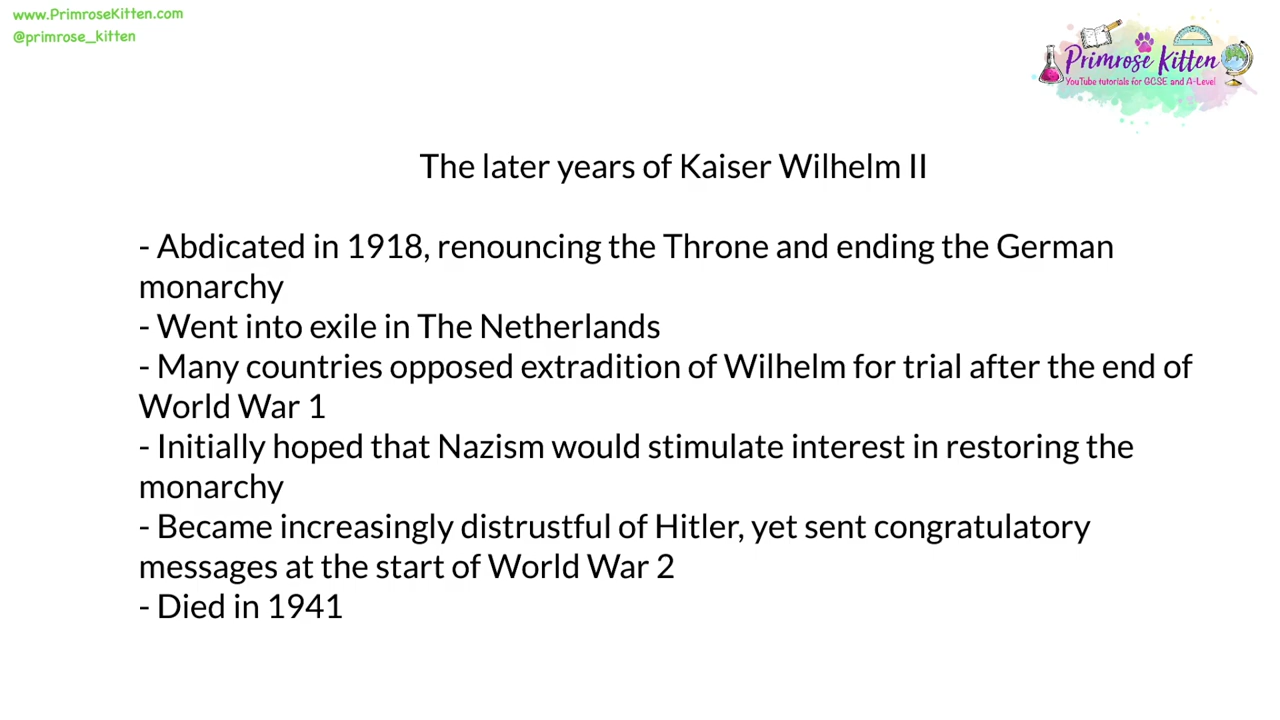 www.PrimroseKitten.com
@primrose_kitten
Primrose Kitten
YouTube tutorials for GCSE and A-Level
The later years of Kaiser Wilhelm II
- Abdicated in 1918, renouncing the Throne and ending the German
monarchy
- Went into exile in The Netherlands
- Many countries opposed extradition of Wilhelm for trial after the end of
World War 1
- Initially hoped that Nazism would stimulate interest in restoring the
monarchy
- Became increasingly distrustful of Hitler, yet sent congratulatory
messages at the start of World War 2
- Died in 1941